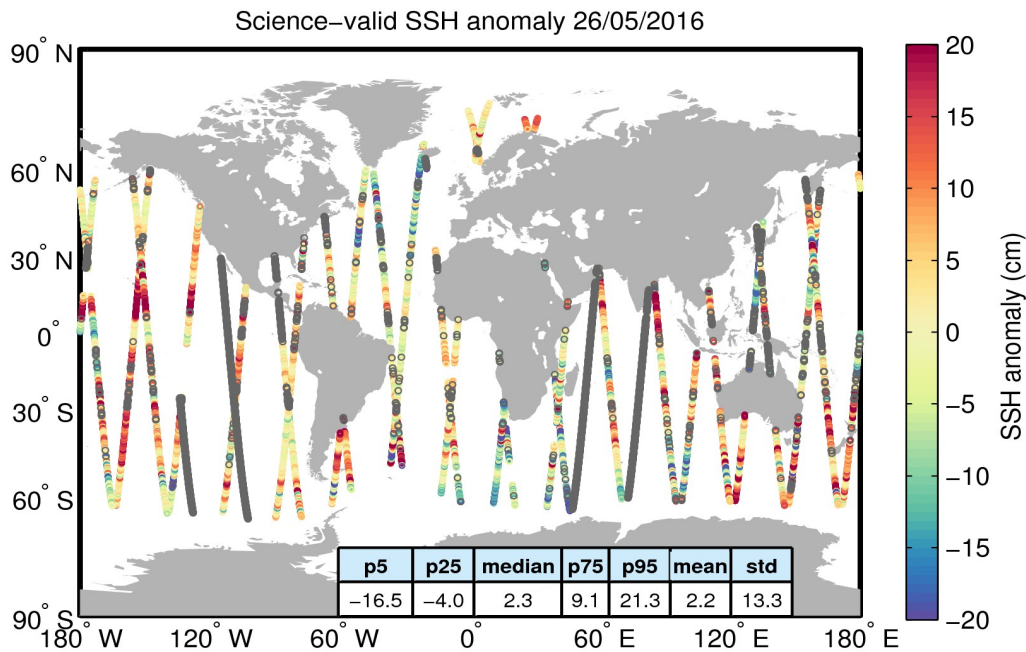 Science−valid SSH anomaly 26/05/2016
90° N
60° N
30° N
0°
30° S
60° S
90° S
180° W
120° W
60° W
0°
60° E
120° E
180° E
p5 p25 median p75 p95 mean std
−16.5 −4.0 2.3 9.1 21.3 2.2 13.3
20
15
10
5
0
−5
−10
−15
−20
SSH anomaly (cm)